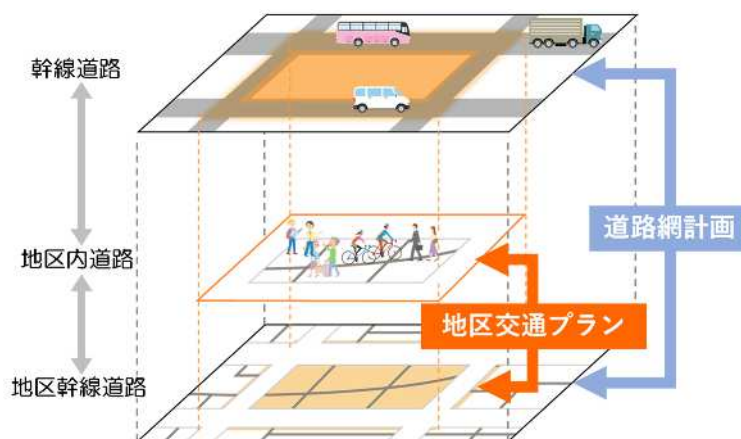 幹線道路
道路網計画
地区内道路
地区交通プラン
地区幹線道路